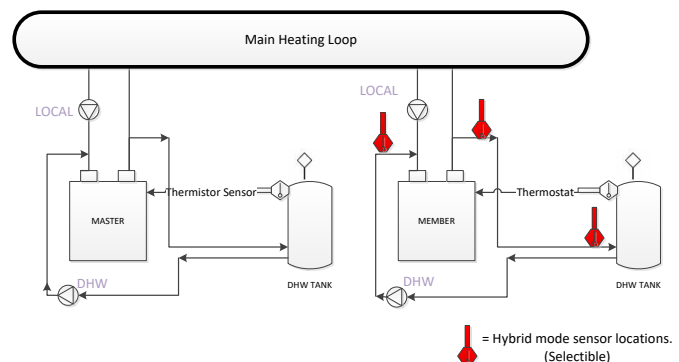 Main Heating Loop
LOCAL
LOCAL
Thermistor Sensor
Thermostat
MASTER
MEMBER
DHW
DHW TANK
DHW
DHW TANK
= Hybrid mode sensor locations.
(Selectible)